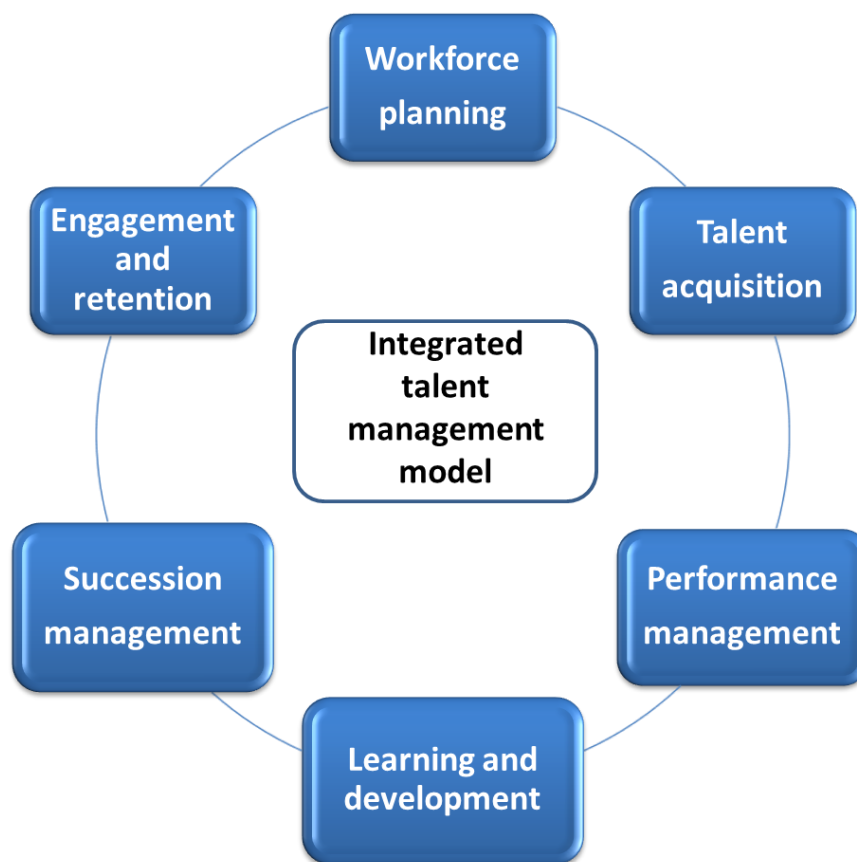 Workforce
planning
Talent
acquisition
Performance
management
Learning and
development
Succession
management
Engagement
and
retention
Integrated
talent
management
model